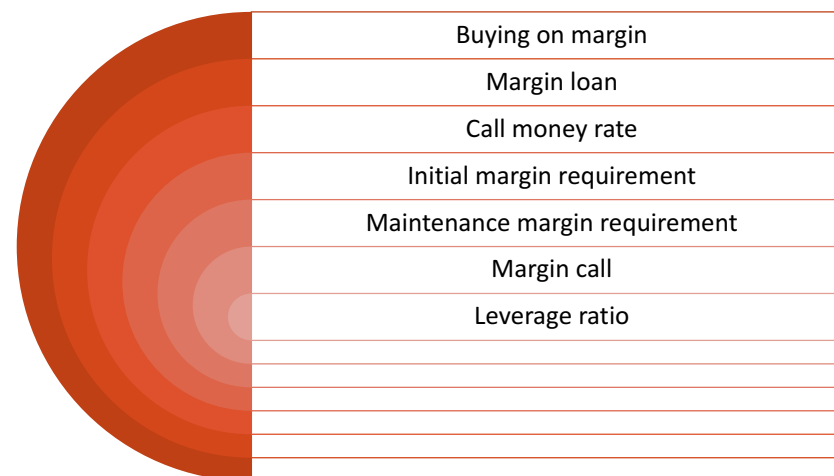 Buying on margin
Margin loan
Call money rate
Initial margin requirement
Maintenance margin requirement
Margin call
Leverage ratio